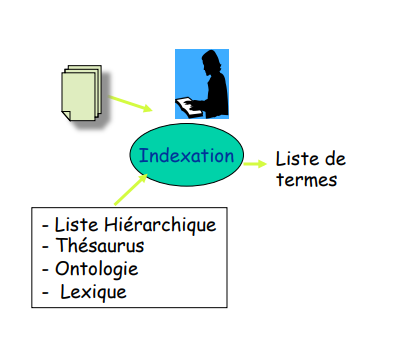 Indexation
Liste de
termes
- Liste Hiérarchique
- Thésaurus
- Ontologie
- Lexique